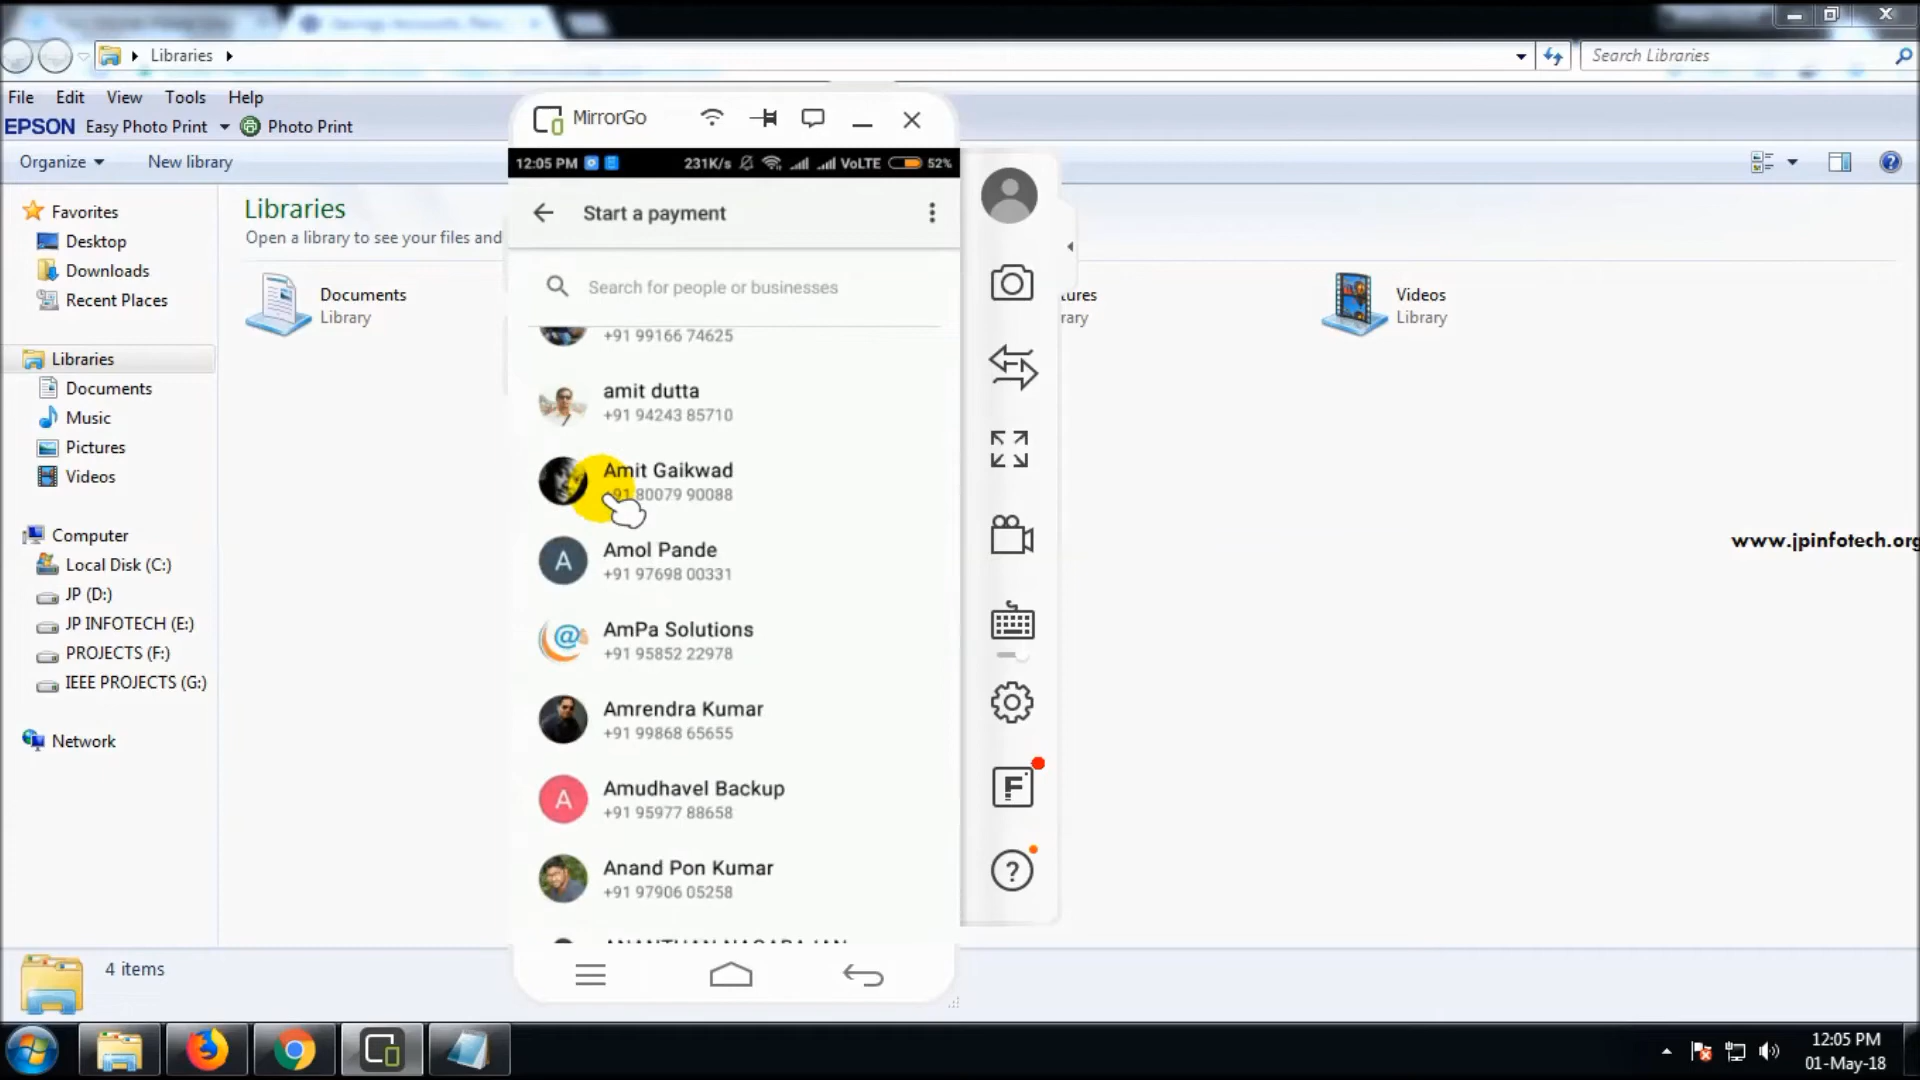 Libraries
Search Libraries
File Edit View Tools Help
EPSON Easy Photo Print Photo Print
Organize New library
Favorites
Desktop
Downloads
Recent Places
Libraries
Documents
Music
Pictures
Videos
Computer
Local Disk (C:)
JP (D:)
JP INFOTECH (E:)
PROJECTS (F:)
IEEE PROJECTS (G:)
Network
Libraries
Open a library to see your files and
Documents
Library
Videos
Library
MirrorGo
12:05 PM 231K/s VoLTE 52%
Start a payment
Search for people or businesses
+91 99166 74625
amit dutta
+91 94243 85710
Amit Gaikwad
+91 80079 90088
Amol Pande
+91 97698 00331
AmPa Solutions
+91 95852 22978
Amrendra Kumar
+91 99868 65655
A
Amudhavel Backup
+91 95977 88658
Anand Pon Kumar
+91 97906 05258
www.jpinfotech.org
4 items
12:05 PM
01-May-18